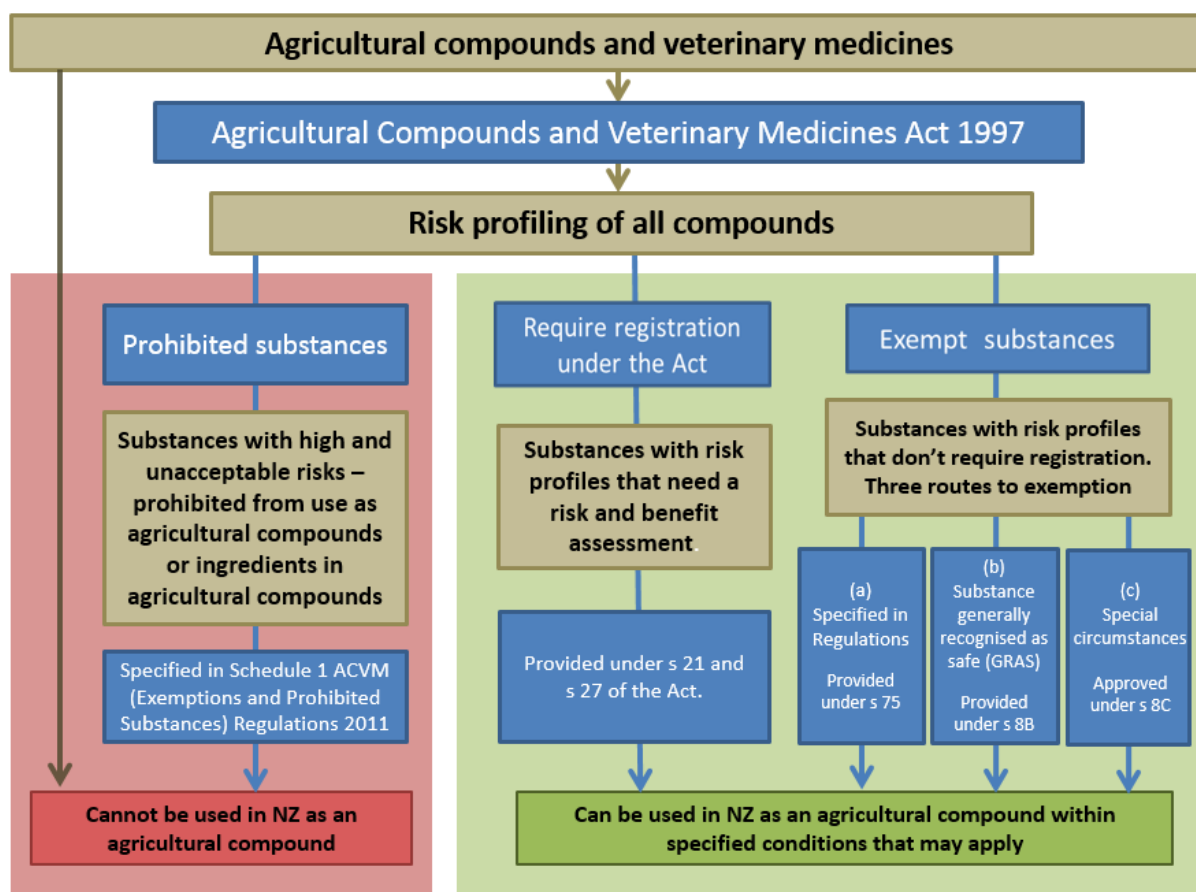 Agricultural compounds and veterinary medicines
Agricultural Compounds and Veterinary Medicines Act 1997
Risk profiling of all compounds
Prohibited substances
Substances with high and
unacceptable risks –
prohibited from use as
agricultural compounds
or ingredients in
agricultural compounds
Specified in Schedule 1 ACVM
(Exemptions and Prohibited
Substances) Regulations 2011
Cannot be used in NZ as an
agricultural compound
Require registration
under the Act
Substances with risk
profiles that need a
risk and benefit
assessment.
Provided under s 21 and
s 27 of the Act.
Exempt substances
Substances with risk profiles
that don’t require registration.
Three routes to exemption
(a)
Specified in
Regulations
Provided
under s 75
(b)
Substance
generally
recognised as
safe (GRAS)
Provided
under s 8B
(c)
Special
circumstances
Approved
under s 8C
Can be used in NZ as an agricultural compound within
specified conditions that may apply